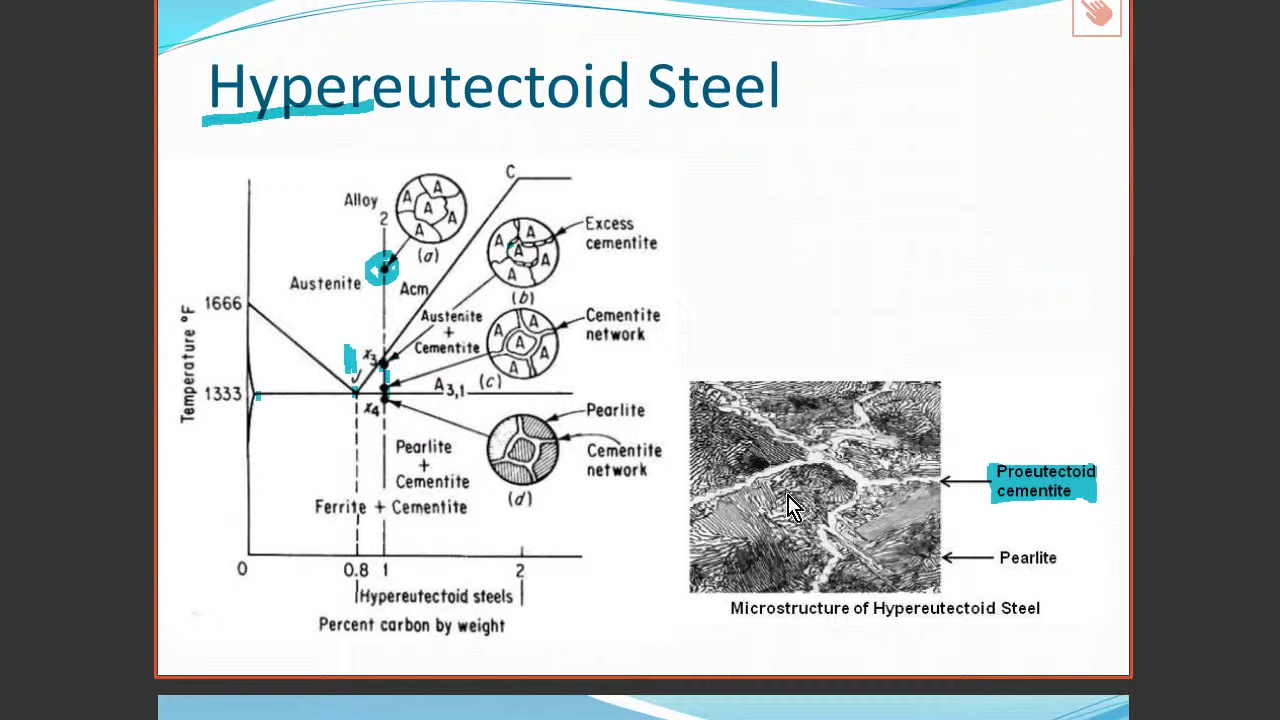 Hypereutectoid Steel
C
Alloy
2
A A A A A
(a)
Excess
cementite
A A A A A
(b)
Austenite
Acm
1666
Austenite
+
Cementite
Cementite
network
A A A A A
(c)
x3
Temperature °F
1333
A3,1
x4
Pearlite
Cementite
network
(d)
Pearlite
+
Cementite
Ferrite + Cementite
0 0.8 1 2
Hypereutectoid steels
Percent carbon by weight
Proeutectoid
cementite
Pearlite
Microstructure of Hypereutectoid Steel